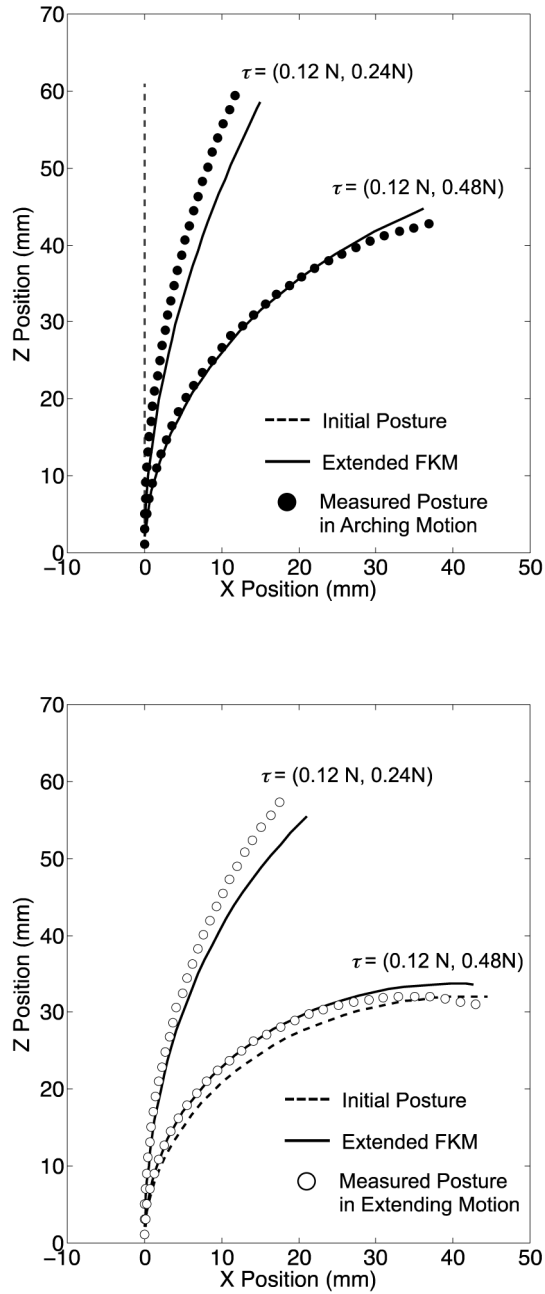 70
60
50
40
30
20
10
0
Z Position (mm)
τ = (0.12 N, 0.24N)
τ = (0.12 N, 0.48N)
Initial Posture
Extended FKM
Measured Posture
in Arching Motion
−10 0 10 20 30 40 50
X Position (mm)
70
60
50
40
30
20
10
0
Z Position (mm)
τ = (0.12 N, 0.24N)
τ = (0.12 N, 0.48N)
Initial Posture
Extended FKM
Measured Posture
in Extending Motion
−10 0 10 20 30 40 50
X Position (mm)